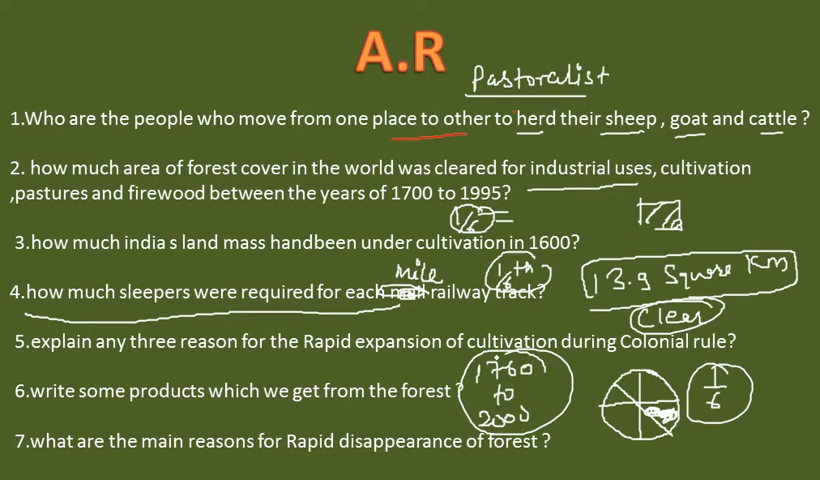 A.R
Pastoralist
1.Who are the people who move from one place to other to herd their sheep , goat and cattle ?
2. how much area of forest cover in the world was cleared for industrial uses, cultivation
,pastures and firewood between the years of 1700 to 1995?
1/6 =
3.how much india s land mass handbeen under cultivation in 1600?
mile
1/6 th
13.9 Square Km
4.how much sleepers were required for each railway track?
Clear
5.explain any three reason for the Rapid expansion of cultivation during Colonial rule?
1760
to
2000
1/6
6.write some products which we get from the forest ?
7.what are the main reasons for Rapid disappearance of forest ?